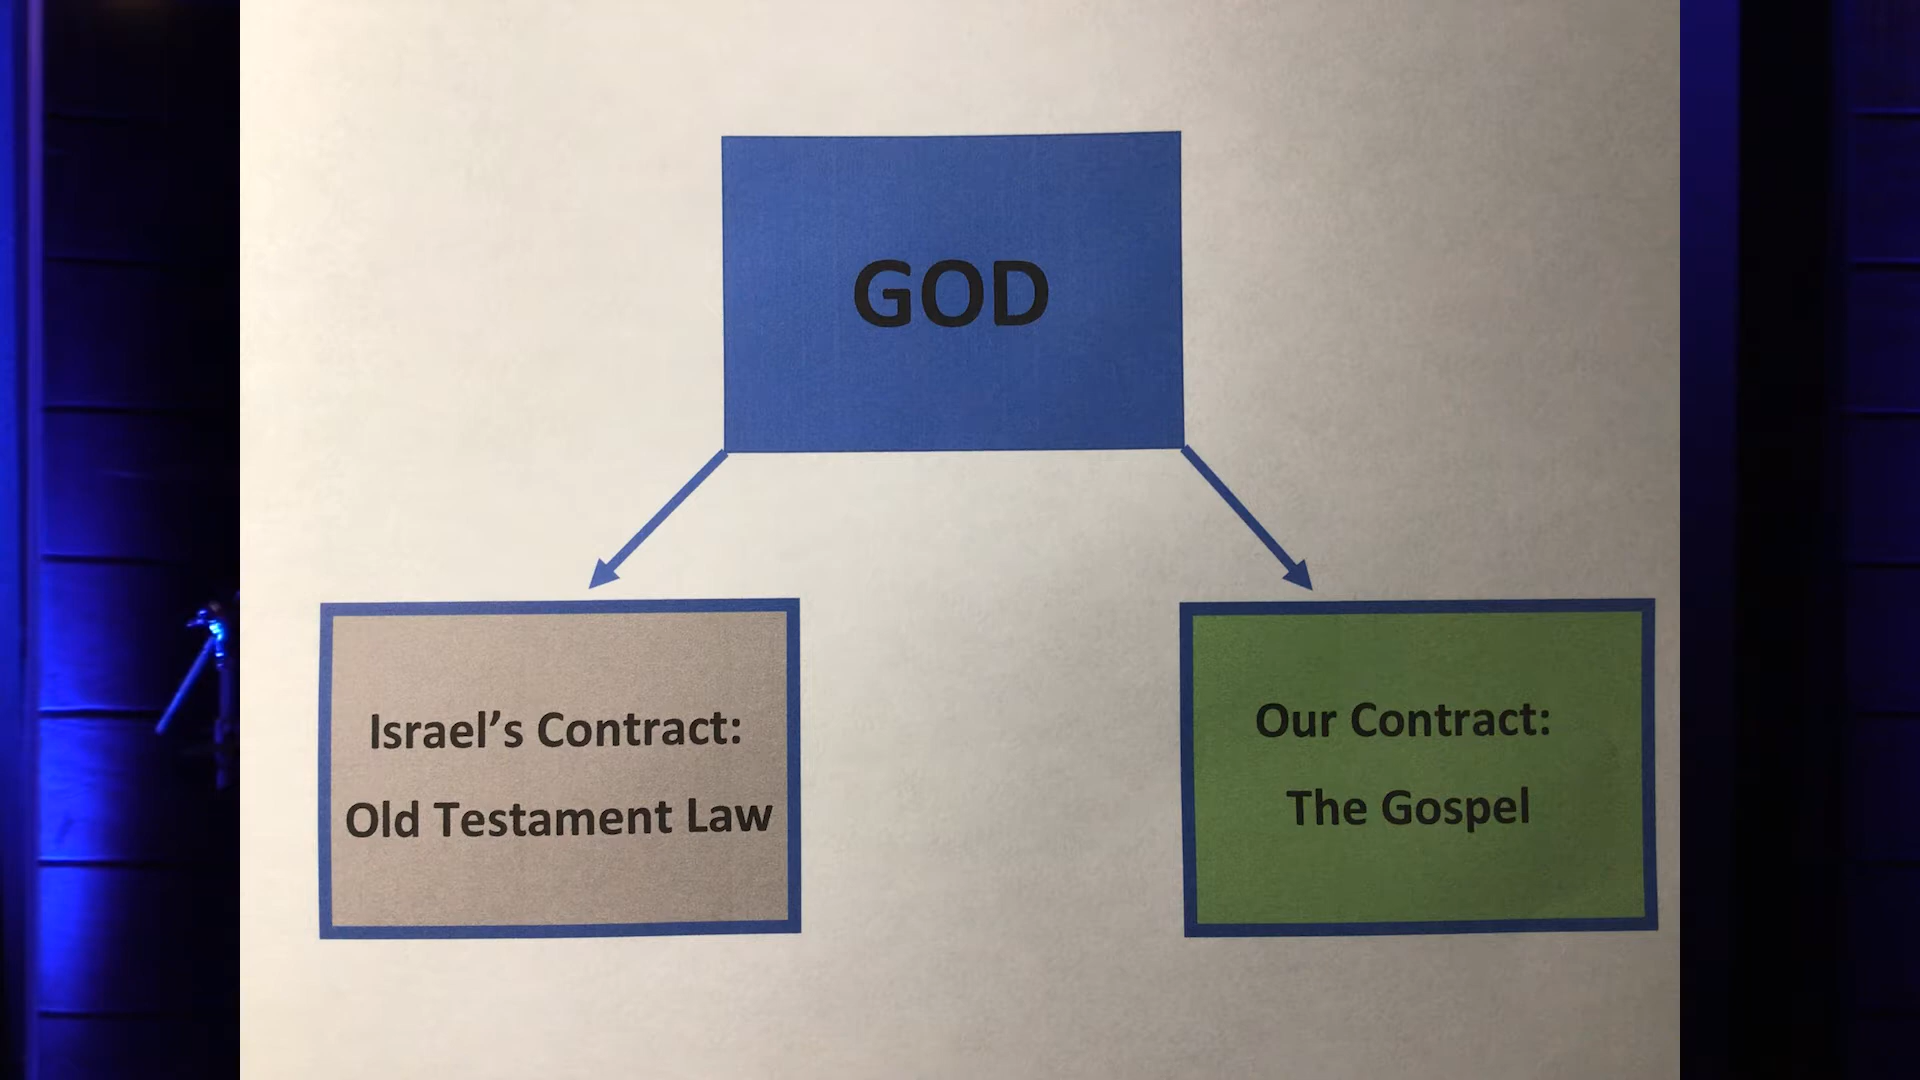 GOD
Israel’s Contract:
Old Testament Law
Our Contract:
The Gospel